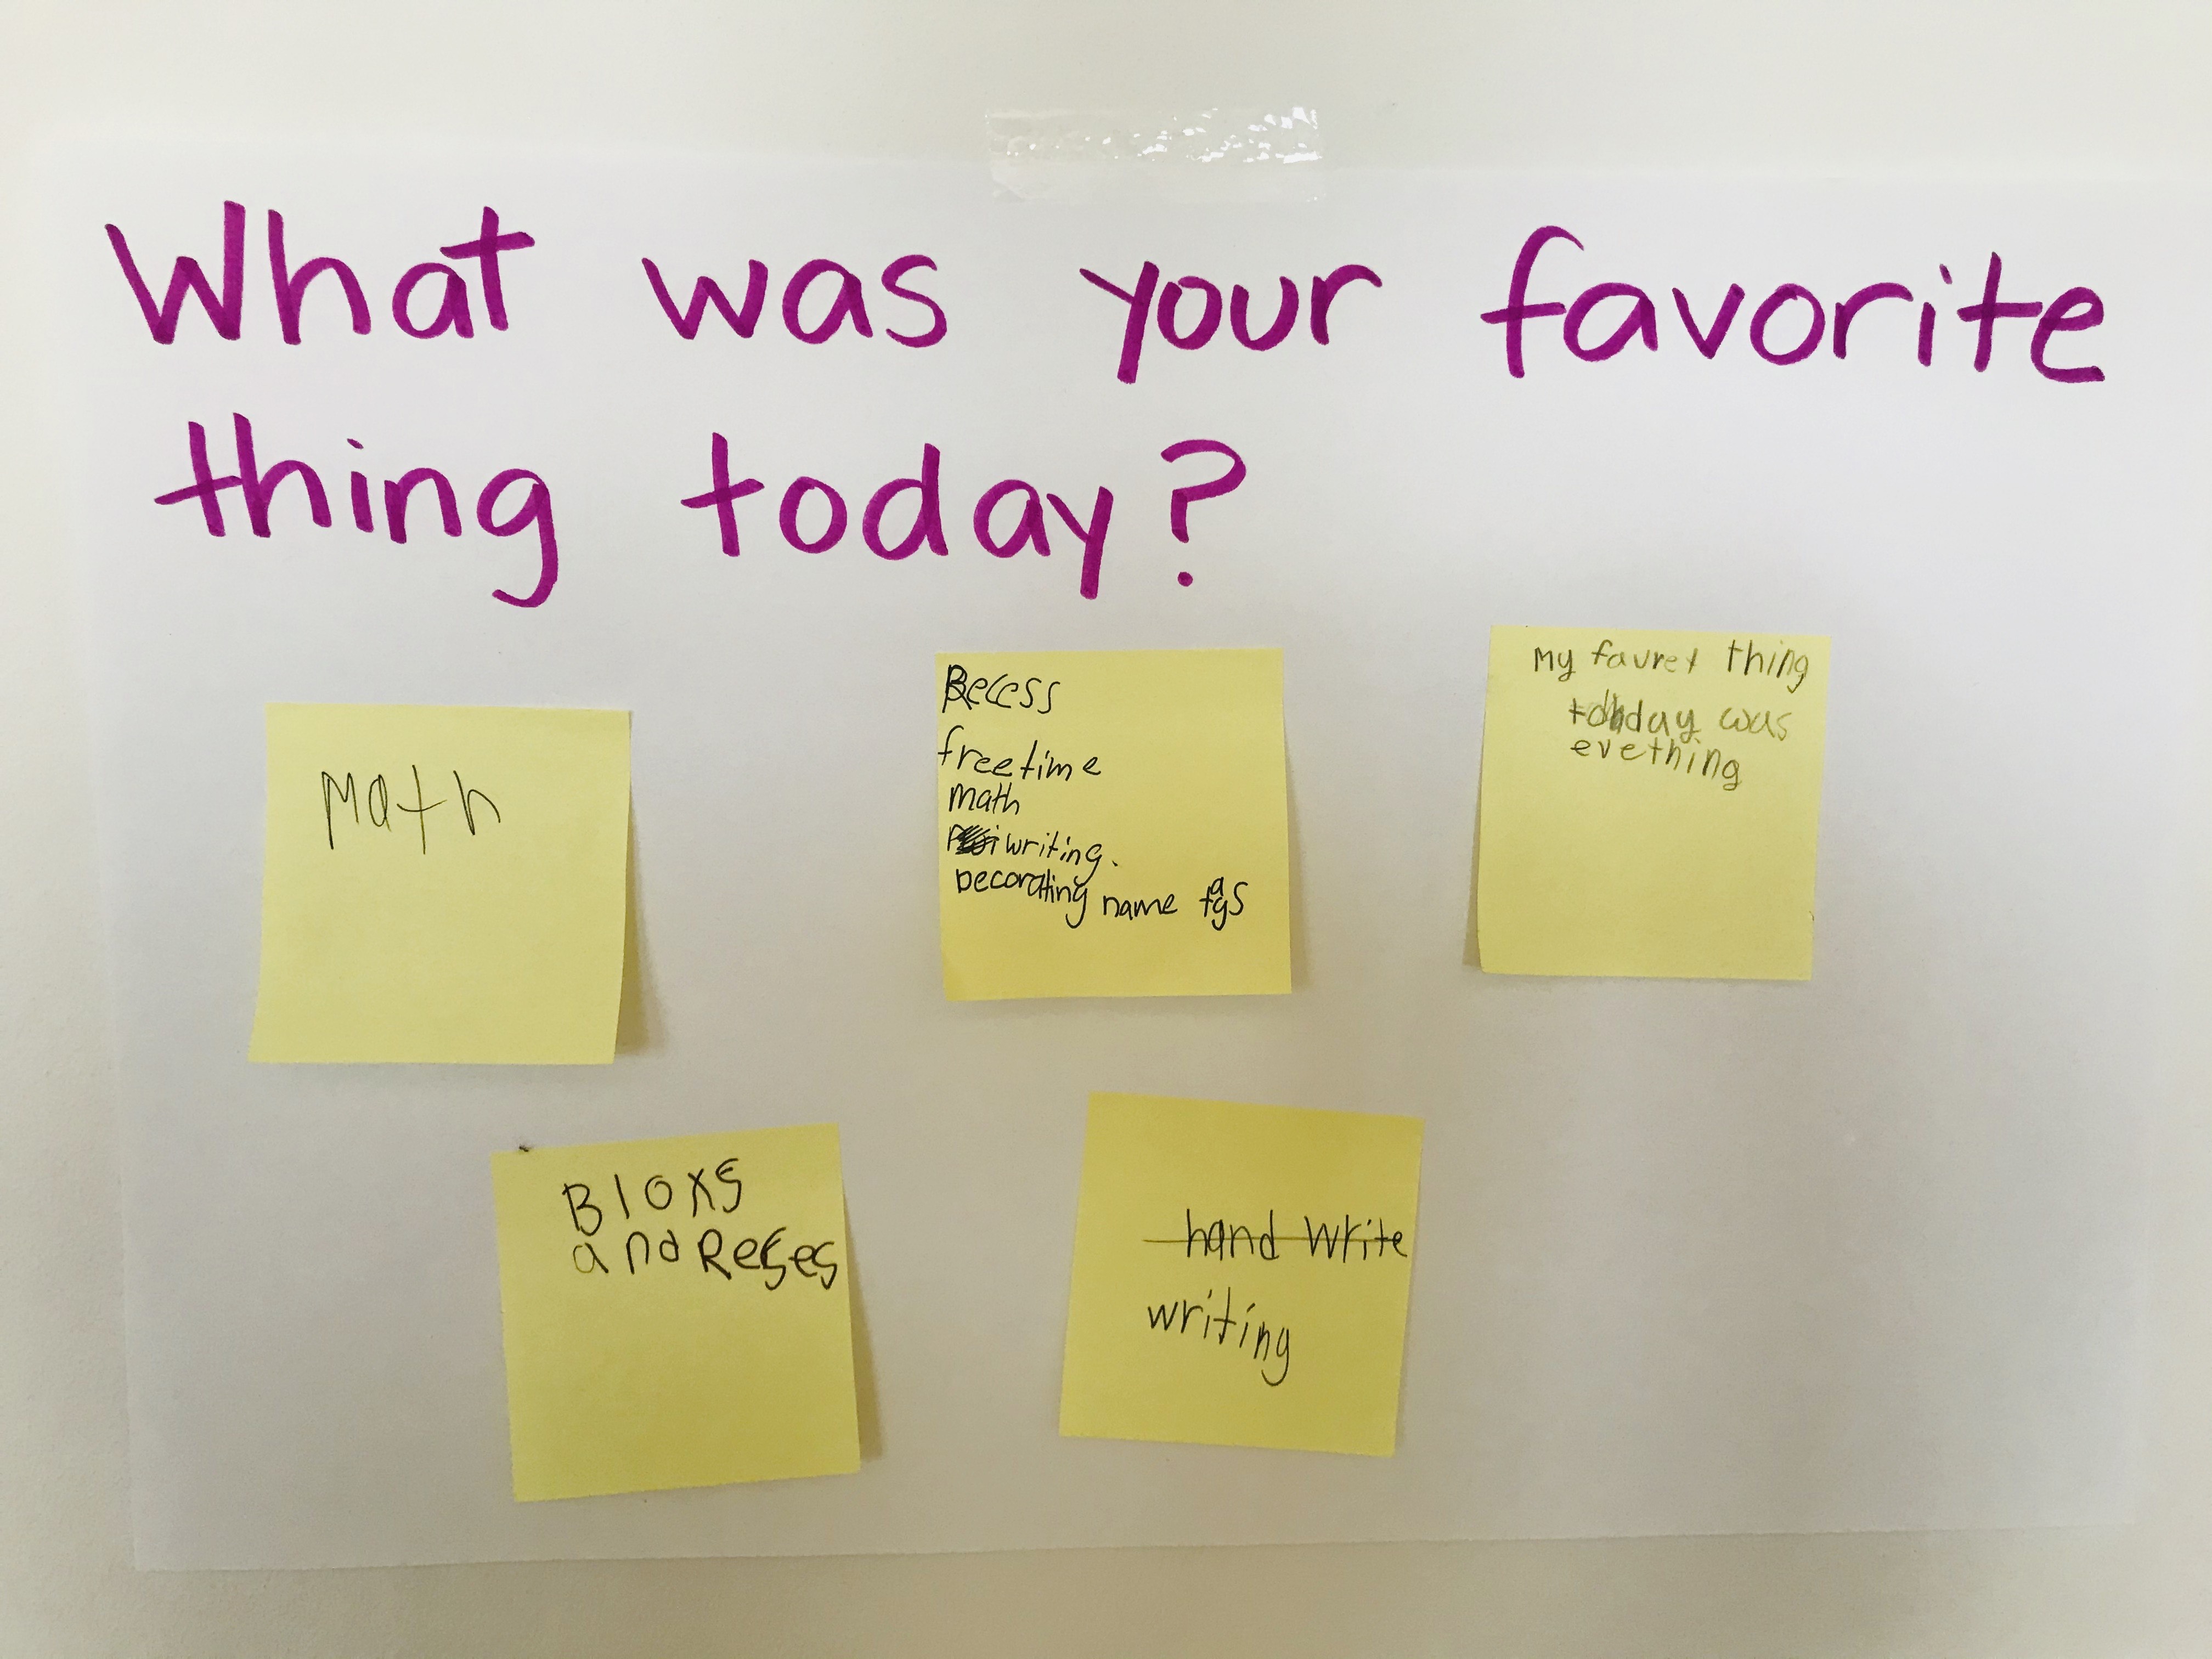 What was your favorite
thing today?
Math
Recess
freetime
Math
writing.
Decorating name tags
My favret thing
today was
evething
Bloxs
and Reses
hand write
writing